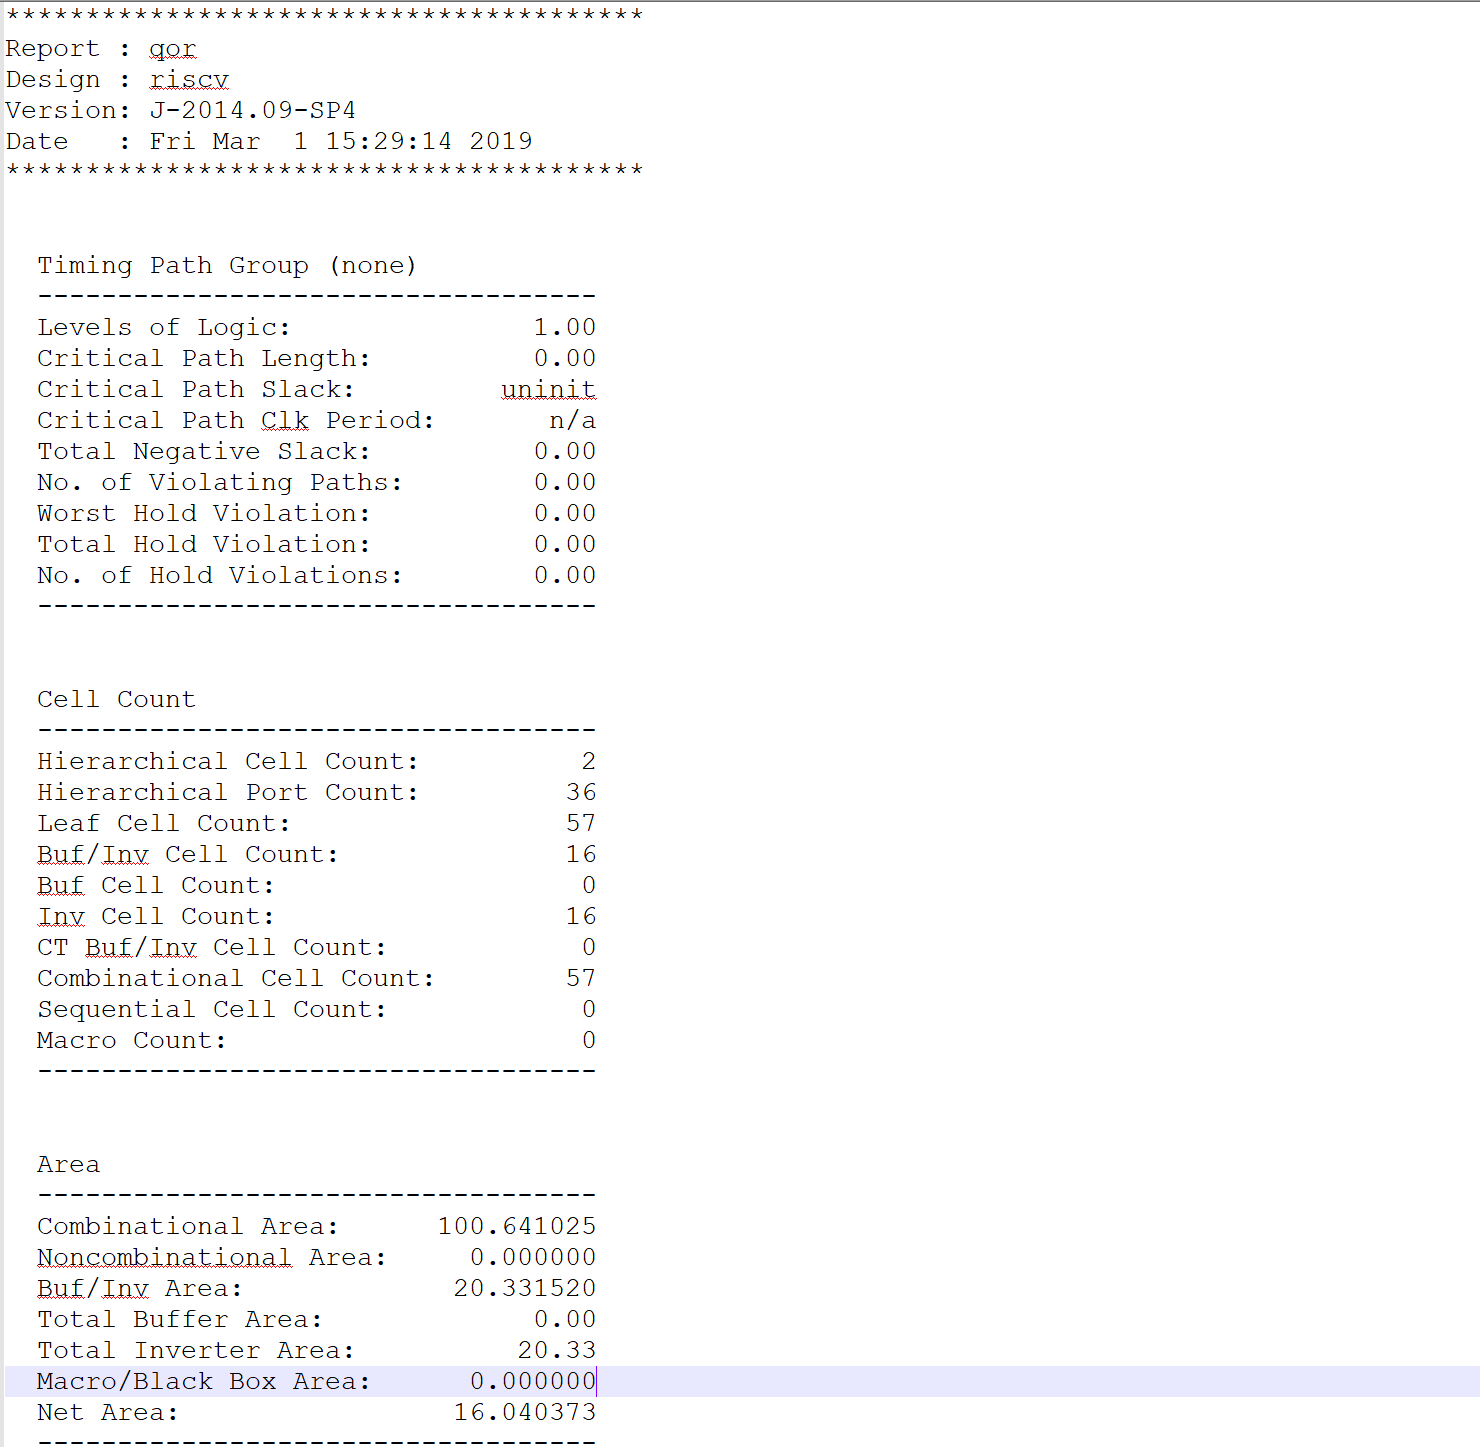 ****************************************
Report : qor
Design : riscv
Version: J-2014.09-SP4
Date   : Fri Mar  1 15:29:14 2019
****************************************
  Timing Path Group (none)
  -----------------------------------
  Levels of Logic:               1.00
  Critical Path Length:          0.00
  Critical Path Slack:         uninit
  Critical Path Clk Period:       n/a
  Total Negative Slack:          0.00
  No. of Violating Paths:        0.00
  Worst Hold Violation:          0.00
  Total Hold Violation:          0.00
  No. of Hold Violations:        0.00
  -----------------------------------
  Cell Count
  -----------------------------------
  Hierarchical Cell Count:          2
  Hierarchical Port Count:         36
  Leaf Cell Count:                 57
  Buf/Inv Cell Count:              16
  Buf Cell Count:                   0
  Inv Cell Count:                  16
  CT Buf/Inv Cell Count:            0
  Combinational Cell Count:        57
  Sequential Cell Count:            0
  Macro Count:                      0
  -----------------------------------
  Area
  -----------------------------------
  Combinational Area:      100.641025
  Noncombinational Area:     0.000000
  Buf/Inv Area:             20.331520
  Total Buffer Area:             0.00
  Total Inverter Area:          20.33
  Macro/Black Box Area:      0.000000
  Net Area:                 16.040373
  -----------------------------------